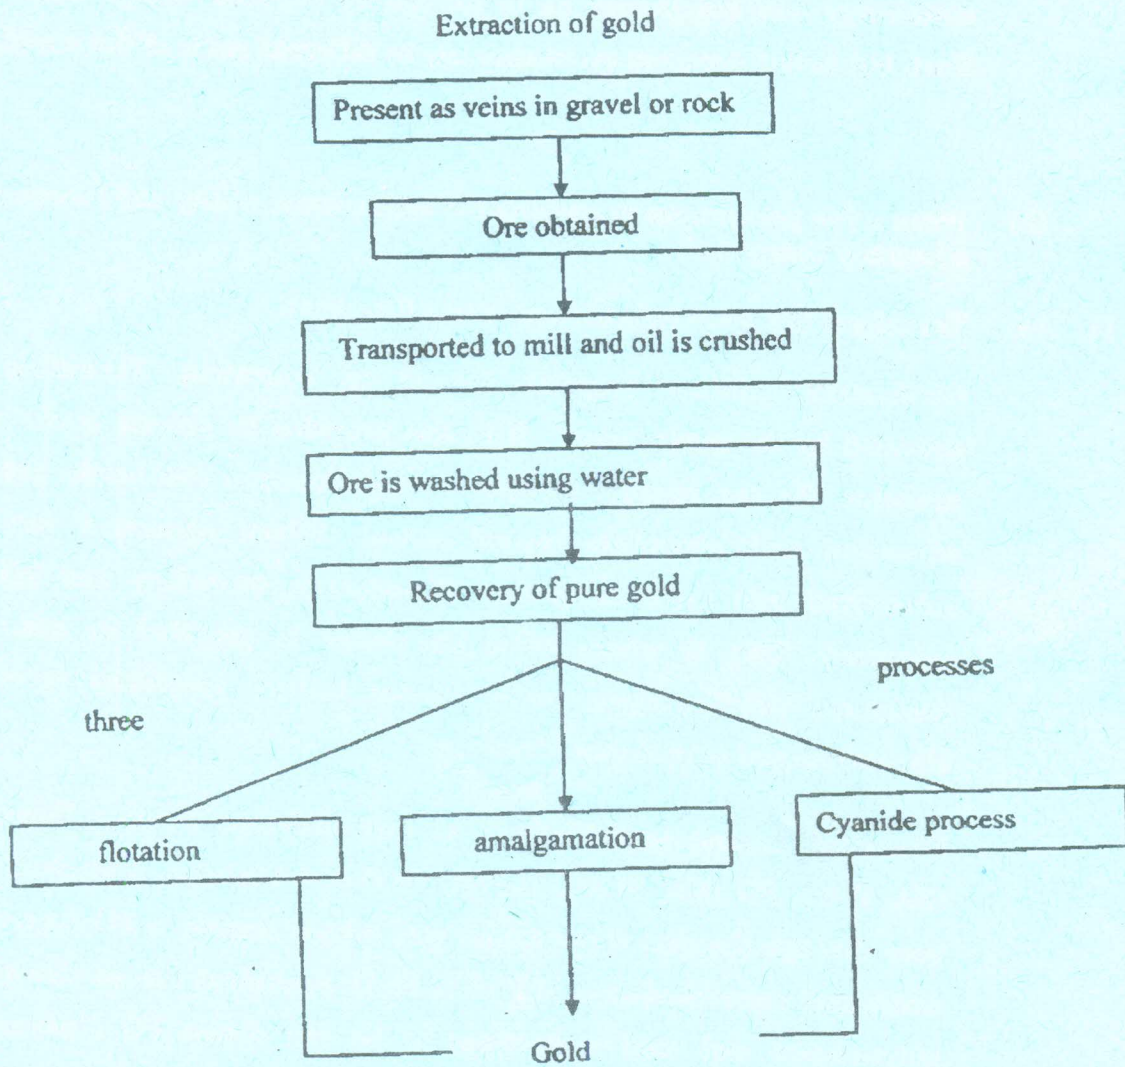 Extraction of gold
Present as veins in gravel or rock
Ore obtained
Transported to mill and oil is crushed
Ore is washed using water
Recovery of pure gold
processes
three
flotation
amalgamation
Cyanide process
Gold